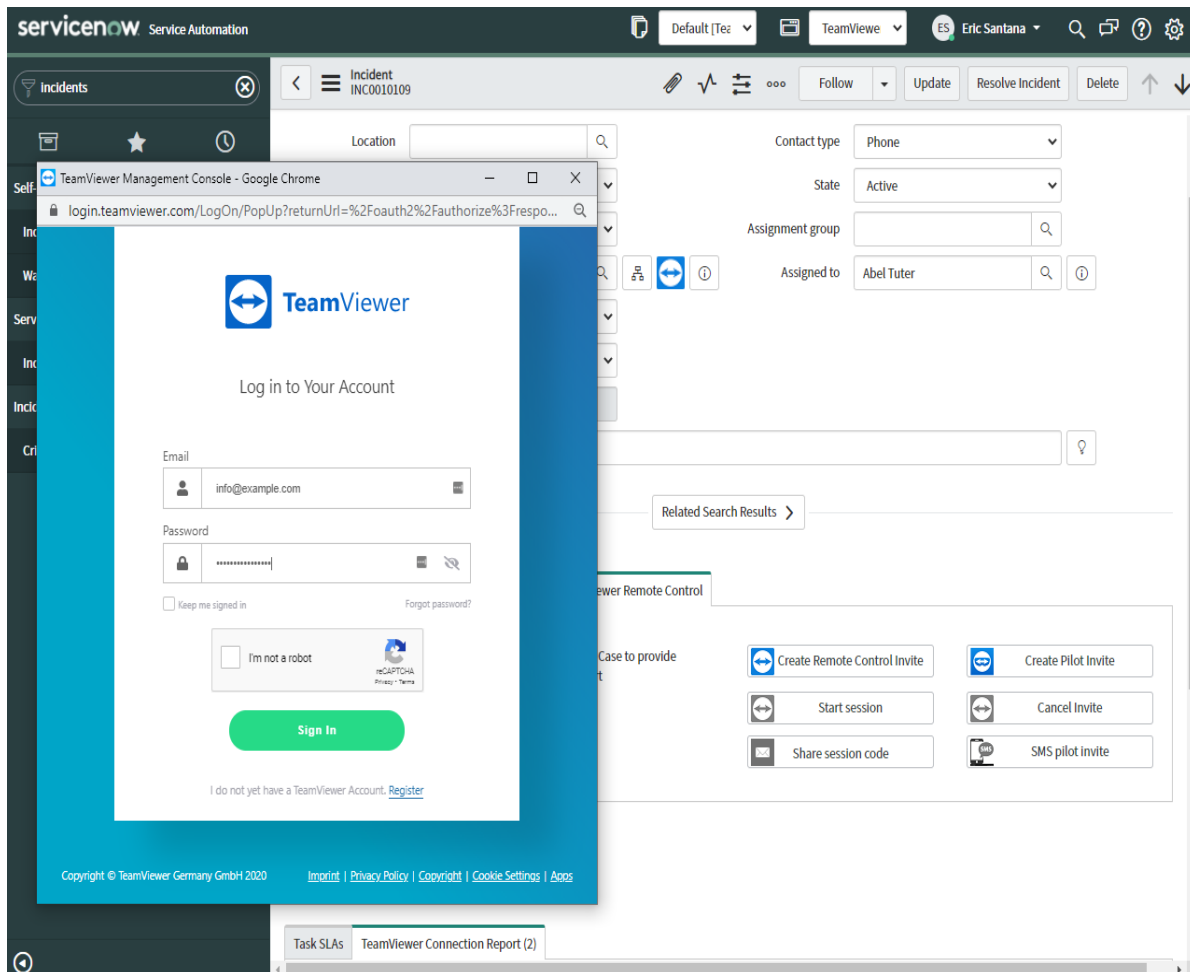 servicenow Service Automation
Default [Tea
TeamViewe
ES Eric Santana
Incidents
Incident
INC0010109
Follow
Update
Resolve Incident
Delete
Location
Contact type Phone
State Active
Assignment group
Assigned to Abel Tuter
Self-
Inc
Wa
Serv
Inc
Incid
Cri
TeamViewer Management Console - Google Chrome
login.teamviewer.com/LogOn/PopUp?returnUrl=%2Foauth2%2Fauthorize%3Frespo...
TeamViewer
Log in to Your Account
Email
info@example.com
Password
Keep me signed in
Forgot password?
I'm not a robot
reCAPTCHA
Privacy - Terms
Sign In
I do not yet have a TeamViewer Account. Register
Copyright © TeamViewer Germany GmbH 2020
Imprint | Privacy Policy | Copyright | Cookie Settings | Apps
Related Search Results
ewer Remote Control
Case to provide
t
Create Remote Control Invite
Create Pilot Invite
Start session
Cancel Invite
Share session code
SMS
SMS pilot invite
Task SLAs
TeamViewer Connection Report (2)